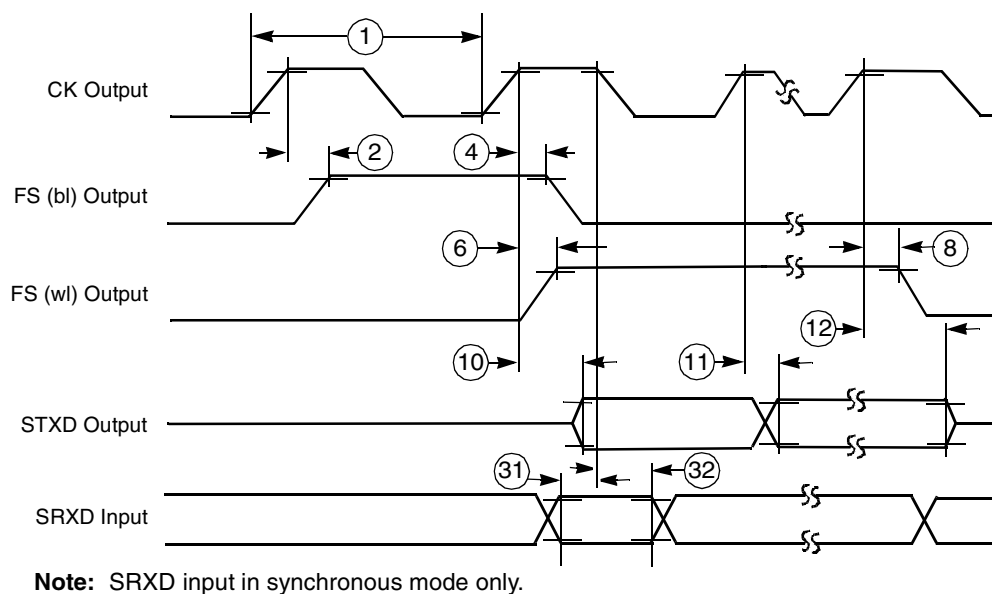 1
CK Output
2
4
FS (bl) Output
6
8
FS (wl) Output
12
10
11
STXD Output
31
32
SRXD Input
Note: SRXD input in synchronous mode only.